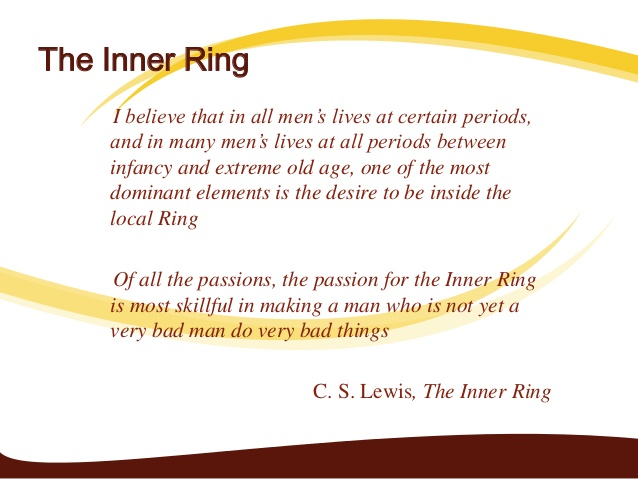 The Inner Ring
I believe that in all men’s lives at certain periods,
and in many men’s lives at all periods between
infancy and extreme old age, one of the most
dominant elements is the desire to be inside the
local Ring
Of all the passions, the passion for the Inner Ring
is most skillful in making a man who is not yet a
very bad man do very bad things
C. S. Lewis, The Inner Ring